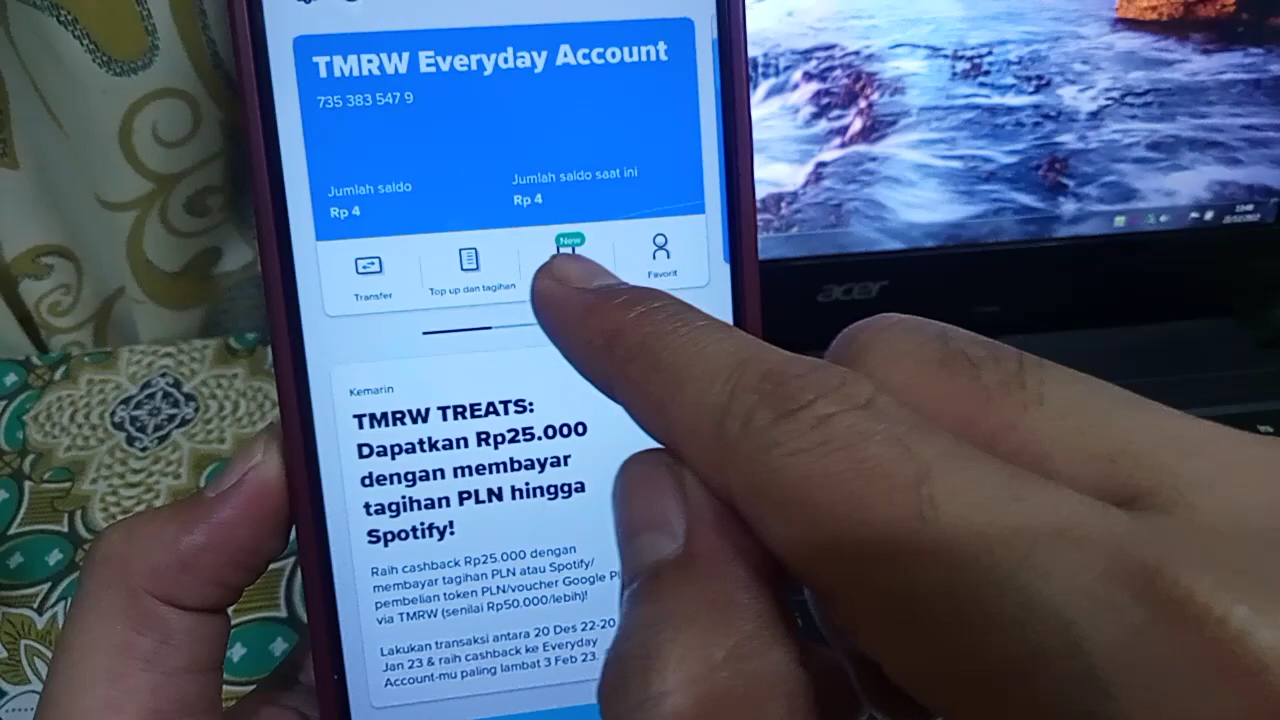 TMRW Everyday Account
735 383 547 9
Jumlah saldo
Rp 4
Jumlah saldo saat ini
Rp 4
Transfer
Top up dan tagihan
New
Favorit
Kemarin
TMRW TREATS:
Dapatkan Rp25.000
dengan membayar
tagihan PLN hingga
Spotify!
Raih cashback Rp25.000 dengan
membayar tagihan PLN atau Spotify/
pembelian token PLN/voucher Google
via TMRW (senilai Rp50.000/lebih)!
Lakukan transaksi antara 20 Des 22-20
Jan 23 & raih cashback ke Everyday
Account-mu paling lambat 3 Feb 23.
acer